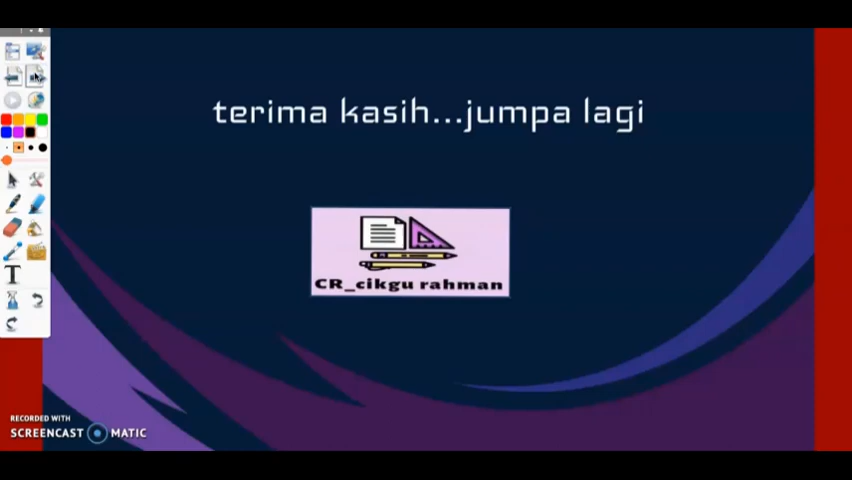 terima kasih...jumpa lagi
CR_cikgu rahman
T
RECORDED WITH
SCREENCAST MATIC